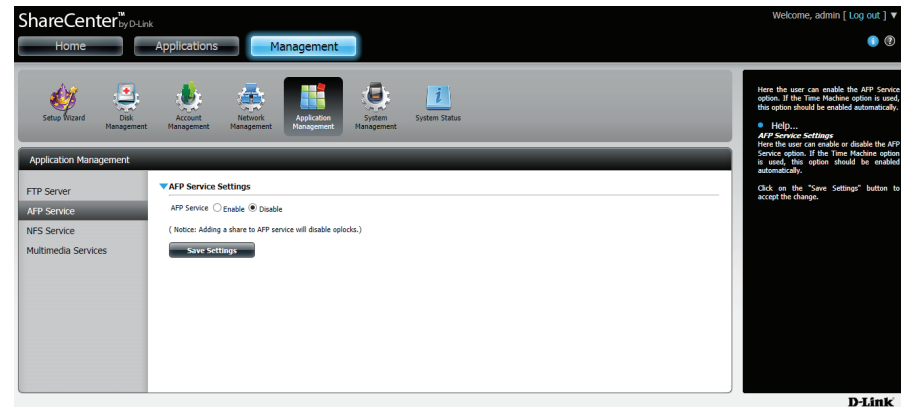 ShareCenter™ by D-Link
Welcome, admin [ Log out ] ▼
Home
Applications
Management
Setup Wizard
Disk Management
Account Management
Network Management
Application Management
System Management
System Status
Application Management
FTP Server
AFP Service
NFS Service
Multimedia Services
AFP Service Settings
AFP Service Enable Disable
( Notice: Adding a share to AFP service will disable oplocks.)
Save Settings
Here the user can enable the AFP Service
option. If the Time Machine option is used,
this option should be enabled automatically.
Help...
AFP Service Settings
Here the user can enable or disable the AFP
Service option. If the Time Machine option
is used, this option should be enabled
automatically.
Click on the "Save Settings" button to
accept the change.
D-Link